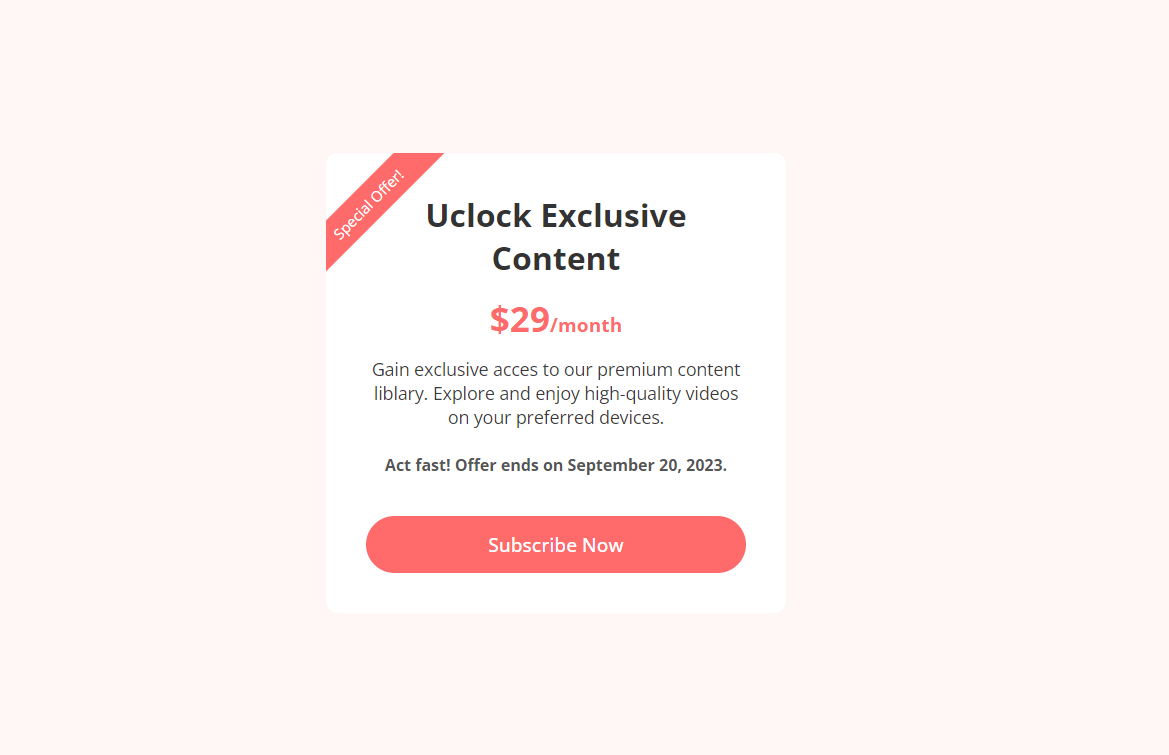 Special Offer!
Uclock Exclusive
Content
$29/month
Gain exclusive acces to our premium content
liblary. Explore and enjoy high-quality videos
on your preferred devices.
Act fast! Offer ends on September 20, 2023.
Subscribe Now